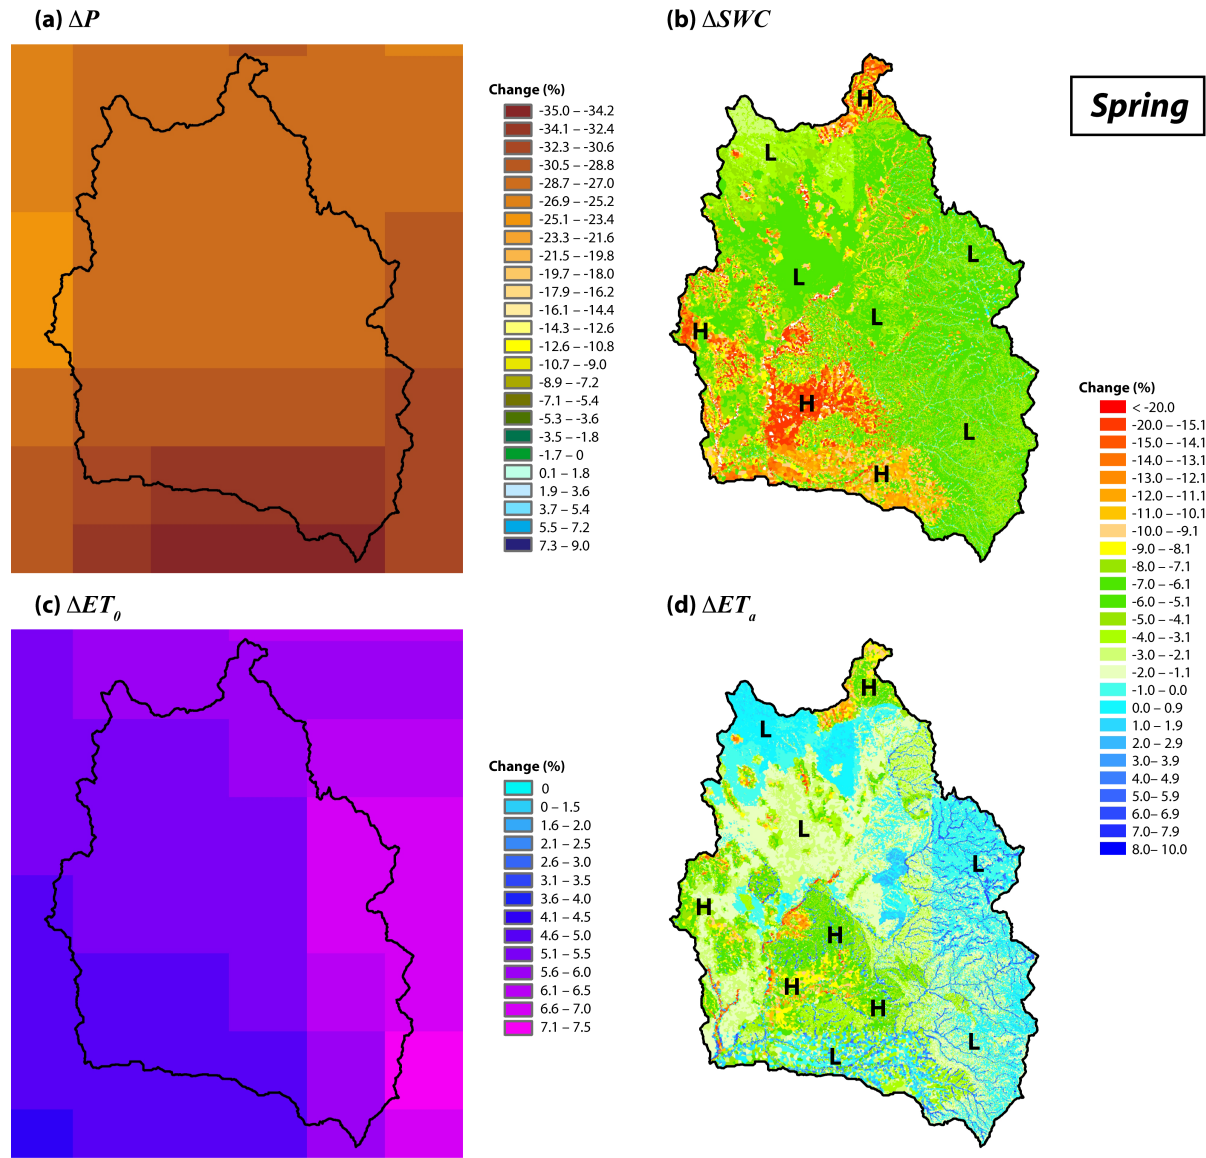 (a) ΔP
(b) ΔSWC
Spring
Change (%)
-35.0 – -34.2
-34.1 – -32.4
-32.3 – -30.6
-30.5 – -28.8
-28.7 – -27.0
-26.9 – -25.2
-25.1 – -23.4
-23.3 – -21.6
-21.5 – -19.8
-19.7 – -18.0
-17.9 – -16.2
-16.1 – -14.4
-14.3 – -12.6
-12.6 – -10.8
-10.7 – -9.0
-8.9 – -7.2
-7.1 – -5.4
-5.3 – -3.6
-3.5 – -1.8
-1.7 – 0
0.1 – 1.8
1.9 – 3.6
3.7 – 5.4
5.5 – 7.2
7.3 – 9.0
H
L
L
L
L
H
H
L
H
Change (%)
< -20.0
-20.0 – -15.1
-15.0 – -14.1
-14.0 – -13.1
-13.0 – -12.1
-12.0 – -11.1
-11.0 – -10.1
-10.0 – -9.1
-9.0 – -8.1
-8.0 – -7.1
-7.0 – -6.1
-6.0 – -5.1
-5.0 – -4.1
-4.0 – -3.1
-3.0 – -2.1
-2.0 – -1.1
-1.0 – 0.0
0.0 – 0.9
1.0 – 1.9
2.0 – 2.9
3.0 – 3.9
4.0 – 4.9
5.0– 5.9
6.0– 6.9
7.0– 7.9
8.0– 10.0
(c) ΔET0
(d) ΔETa
Change (%)
0
0 – 1.5
1.6 – 2.0
2.1 – 2.5
2.6 – 3.0
3.1 – 3.5
3.6 – 4.0
4.1 – 4.5
4.6 – 5.0
5.1 – 5.5
5.6 – 6.0
6.1 – 6.5
6.6 – 7.0
7.1 – 7.5
H
L
L
L
H
H
H
H
L
L